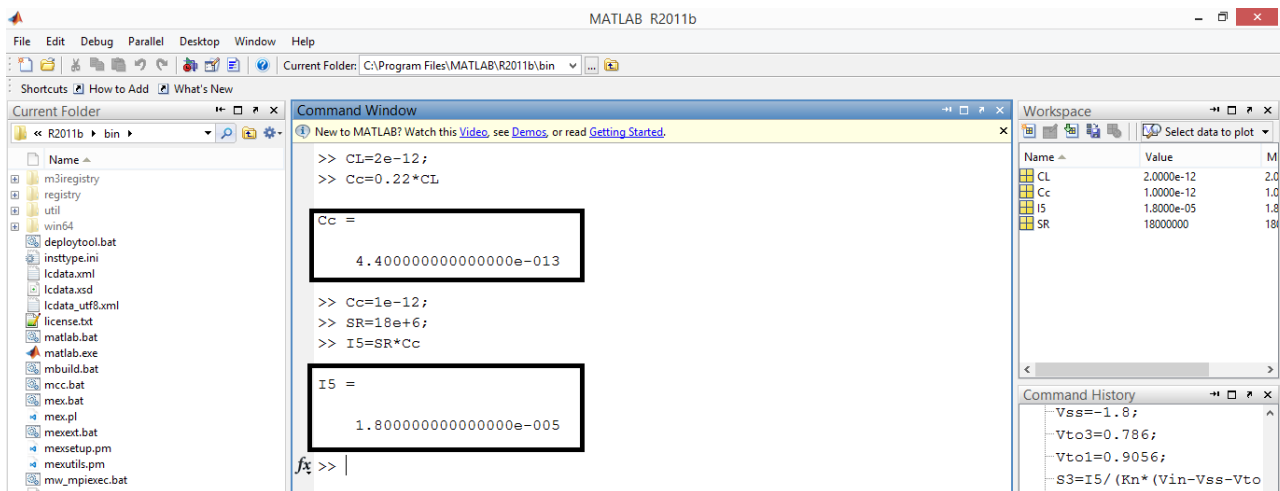 MATLAB R2011b
File Edit Debug Parallel Desktop Window Help
Current Folder: C:\Program Files\MATLAB\R2011b\bin
Shortcuts How to Add What's New
Current Folder
« R2011b bin
Name
m3iregistry
registry
util
win64
deploytool.bat
insttype.ini
lcdata.xml
lcdata.xsd
lcdata_utf8.xml
license.txt
matlab.bat
matlab.exe
mbuild.bat
mcc.bat
mex.bat
mex.pl
mexext.bat
mexsetup.pm
mexutils.pm
mw_mpiexec.bat
Command Window
New to MATLAB? Watch this Video, see Demos, or read Getting Started.
>> CL=2e-12;
>> Cc=0.22*CL
Cc =
4.400000000000000e-013
>> Cc=1e-12;
>> SR=18e+6;
>> I5=SR*Cc
I5 =
1.800000000000000e-005
fx >>
Workspace
Select data to plot
Name Value M
CL 2.0000e-12 2.0
Cc 1.0000e-12 1.0
I5 1.8000e-05 1.8
SR 18000000 180
Command History
Vss=-1.8;
Vto3=0.786;
Vto1=0.9056;
S3=I5/(Kn*(Vin-Vss-Vto